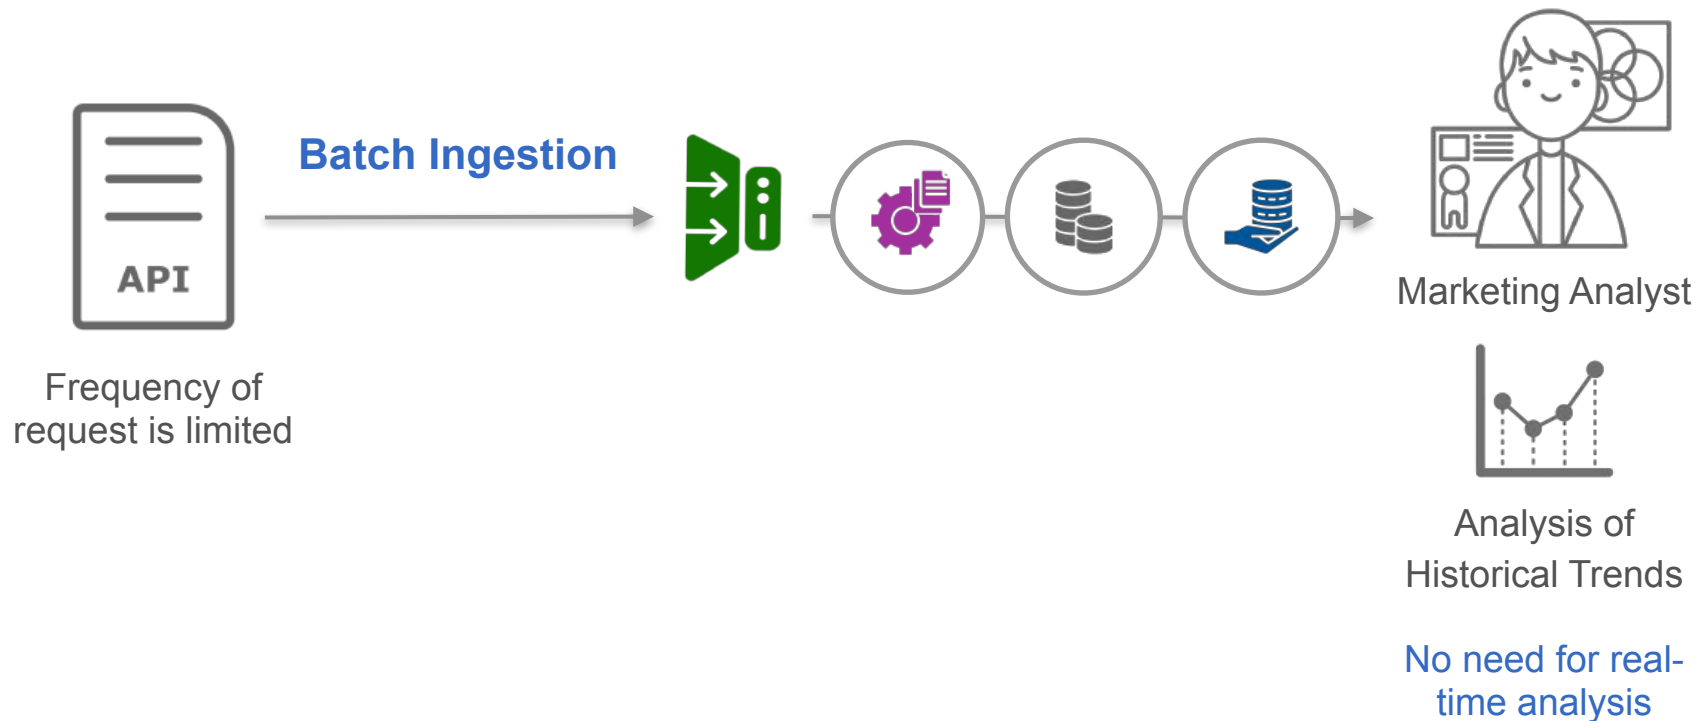 Batch Ingestion
API
Frequency of
request is limited
Marketing Analyst
Analysis of
Historical Trends
No need for real-
time analysis